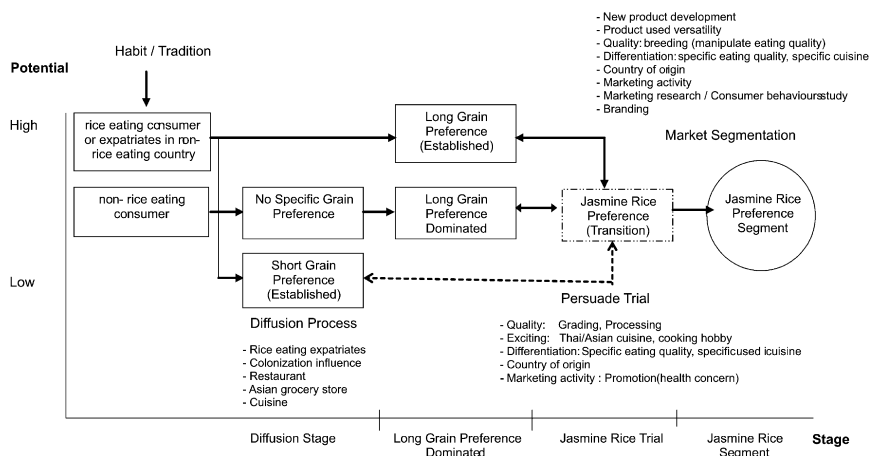 - New product development
- Product used versatility
- Quality: breeding (manipulate eating quality)
- Differentiation: specific eating quality, specific cuisine
- Country of origin
- Marketing activity
- Marketing research / Consumer behavioursstudy
- Branding
Habit / Tradition
Potential
High
rice eating consumer
or expatriates in non-
rice eating country
Long Grain
Preference
(Established)
Market Segmentation
non- rice eating
consumer
No Specific Grain
Preference
Long Grain
Preference
Dominated
Jasmine Rice
Preference
(Transition)
Jasmine Rice
Preference
Segment
Low
Short Grain
Preference
(Established)
Diffusion Process
- Rice eating expatriates
- Colonization influence
- Restaurant
- Asian grocery store
- Cuisine
Persuade Trial
- Quality: Grading, Processing
- Exciting: Thai/Asian cuisine, cooking hobby
- Differentiation: Specific eating quality, specificused icuisine
- Country of origin
- Marketing activity : Promotion(health concern)
Diffusion Stage
Long Grain Preference
Dominated
Jasmine Rice Trial
Jasmine Rice
Segment
Stage